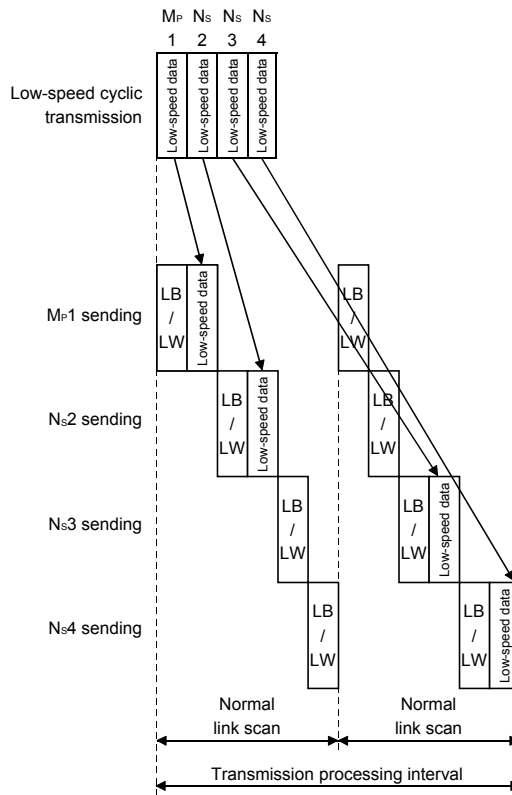 MP NS NS NS
1 2 3 4
Low-speed cyclic
transmission
Low-speed data
Low-speed data
Low-speed data
Low-speed data
MP1 sending
LB
/
LW
Low-speed data
LB
/
LW
NS2 sending
LB
/
LW
Low-speed data
LB
/
LW
NS3 sending
LB
/
LW
LB
/
LW
Low-speed data
NS4 sending
LB
/
LW
LB
/
LW
Low-speed data
Normal
link scan
Normal
link scan
Transmission processing interval